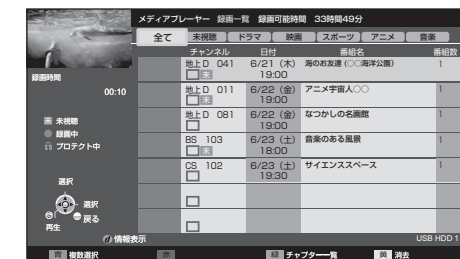 メディアプレーヤー 録画一覧 録画可能時間 33時間49分
全て 未視聴 ドラマ 映画 スポーツ アニメ 音楽
チャンネル 日付 番組名 番組数
地上D 041 6/21 (木) 海のお友達 (○○海洋公園) 1
未 19:00
地上D 011 6/22 (金) アニメ宇宙人○○ 1
未 19:00
地上D 081 6/22 (金) なつかしの名画館 1
19:00
BS 103 6/23 (土) 音楽のある風景 1
未 18:00
CS 102 6/23 (土) サイエンススペース 1
19:30
録画時間
00:10
未 未視聴
録画中
プロテクト中
選択
選択
戻る
再生
情報表示 USB HDD 1
青 複数選択 赤 緑 チャプター一覧 黄 消去